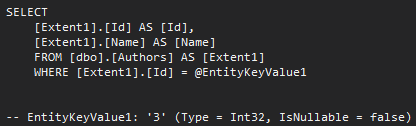 SELECT
    [Extent1].[Id] AS [Id],
    [Extent1].[Name] AS [Name]
    FROM [dbo].[Authors] AS [Extent1]
    WHERE [Extent1].[Id] = @EntityKeyValue1
-- EntityKeyValue1: '3' (Type = Int32, IsNullable = false)